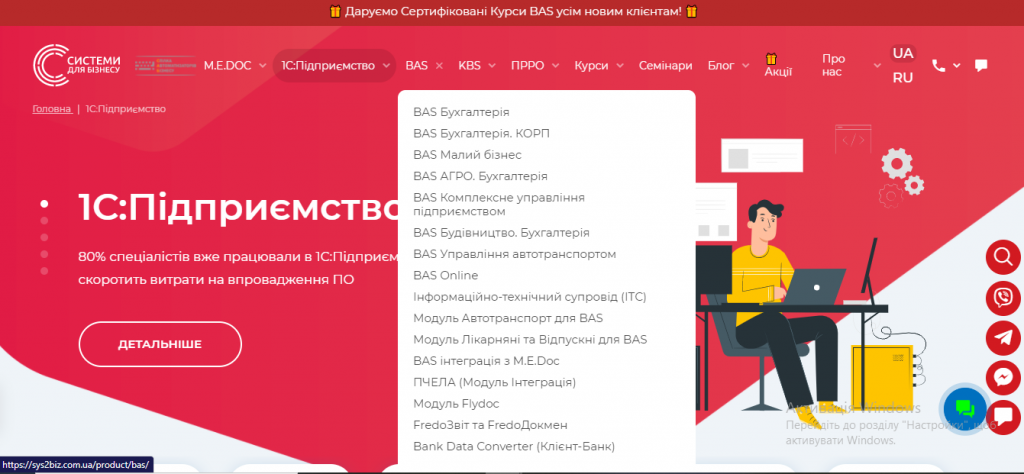 Даруємо Сертифіковані Курси BAS усім новим клієнтам!
СИСТЕМИ
ДЛЯ БІЗНЕСУ
M.E.DOC
1С:Підприємство
BAS
KBS
ПРРО
Курси
Семінари
Блог
Акції
Про нас
UA
RU
Головна | 1С:Підприємство
BAS Бухгалтерія
BAS Бухгалтерія. КОРП
BAS Малий бізнес
BAS АГРО. Бухгалтерія
BAS Комплексне управління
підприємством
BAS Будівництво. Бухгалтерія
BAS Управління автотранспортом
BAS Online
Інформаційно-технічний супровід (ІТС)
Модуль Автотранспорт для BAS
Модуль Лікарняні та Відпускні для BAS
BAS інтеграція з M.E.Doc
ПЧЕЛА (Модуль Інтеграція)
Модуль Flydoc
FredoЗвіт та FredoДокмен
Bank Data Converter (Клієнт-Банк)
1С:Підприємство
80% спеціалістів вже працювали в 1С:Підприєм
скоротить витрати на впровадження ПО
ДЕТАЛЬНІШЕ
Активація Windows
Перейдіть до розділу "Настройки", щоб
активувати Windows.
https://sys2biz.com.ua/product/bas/